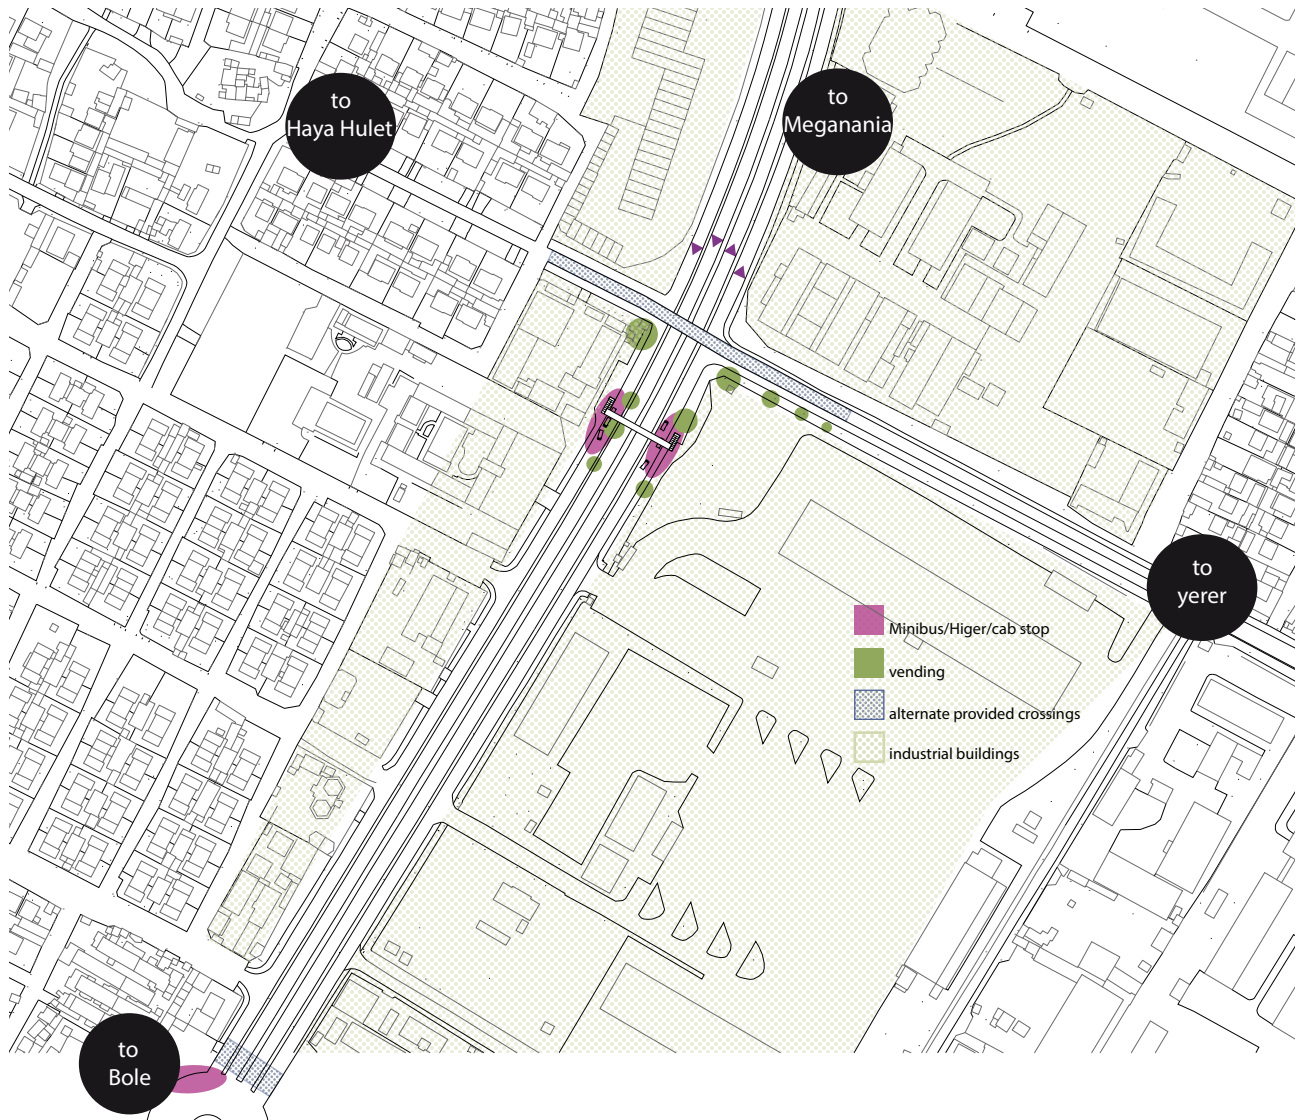 to
Haya Hulet
to
Meganania
to
yerer
Minibus/Higer/cab stop
vending
alternate provided crossings
industrial buildings
to
Bole